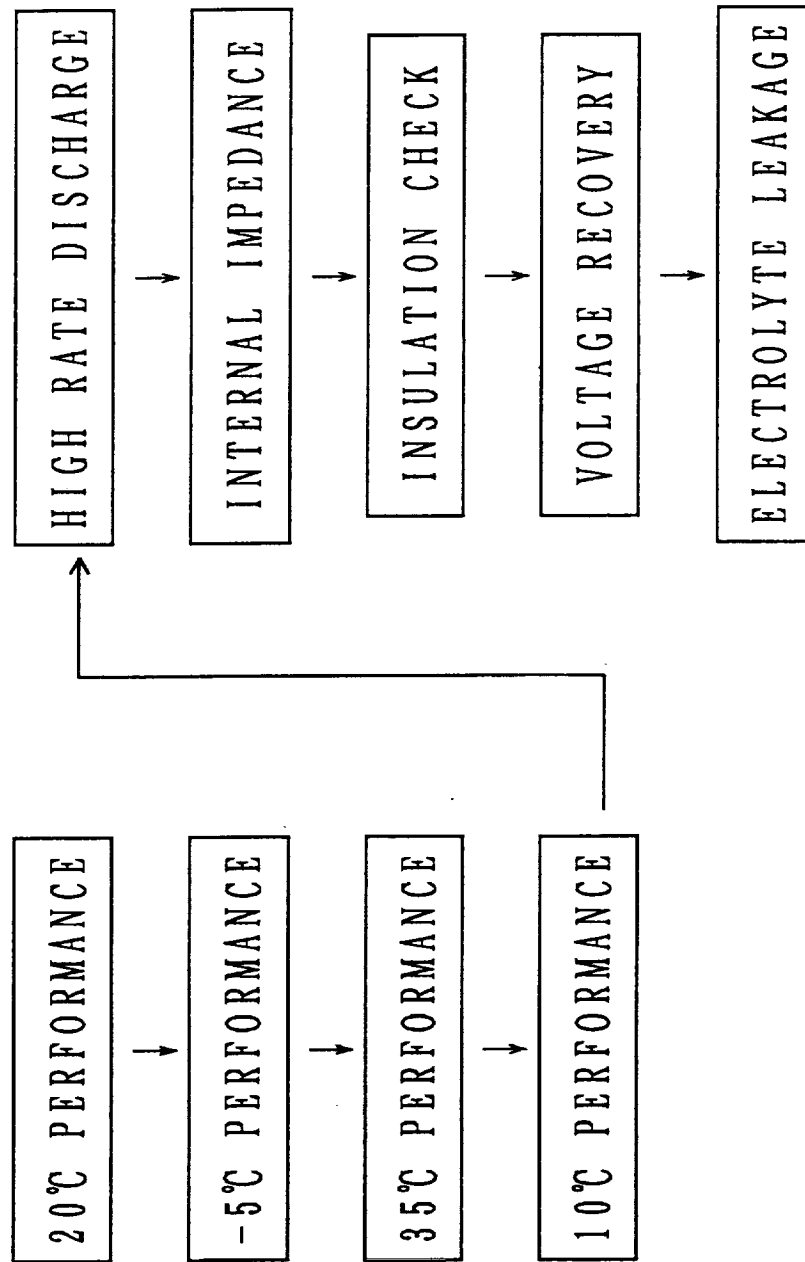 20℃ PERFORMANCE
-5℃ PERFORMANCE
35℃ PERFORMANCE
10℃ PERFORMANCE
HIGH RATE DISCHARGE
INTERNAL IMPEDANCE
INSULATION CHECK
VOLTAGE RECOVERY
ELECTROLYTE LEAKAGE